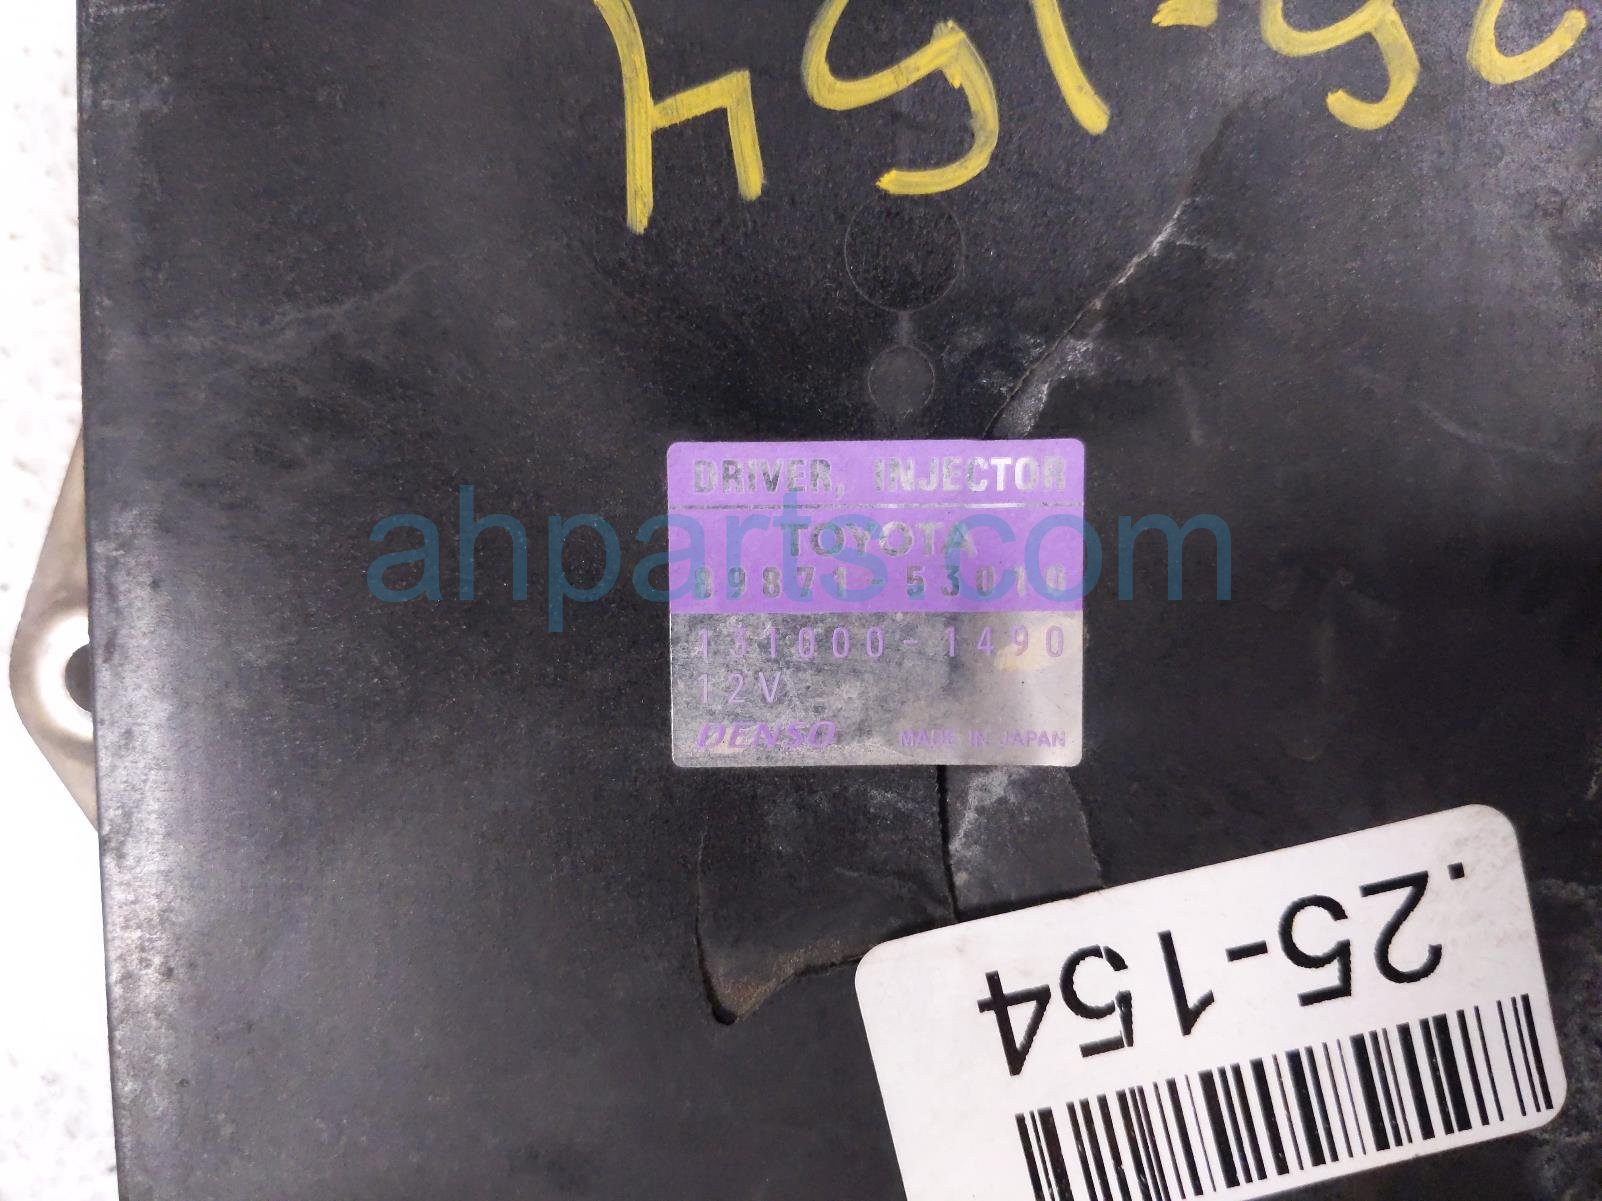 DRIVER, INJECTOR
TOYOTA
89871-53010
131000-1490
12V
DENSO MADE IN JAPAN
ahparts.com
.25-154